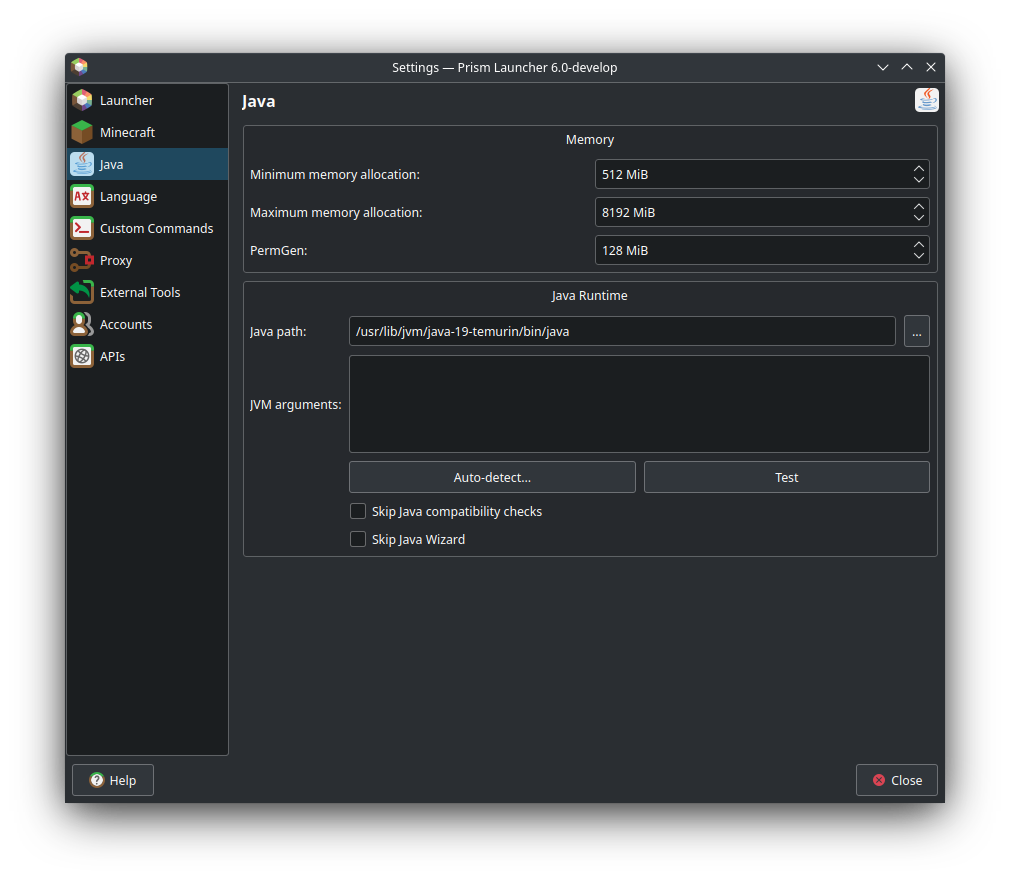 Settings — Prism Launcher 6.0-develop
Launcher
Minecraft
Java
Language
Custom Commands
Proxy
External Tools
Accounts
APIs
Java
Memory
Minimum memory allocation: 512 MiB
Maximum memory allocation: 8192 MiB
PermGen: 128 MiB
Java Runtime
Java path: /usr/lib/jvm/java-19-temurin/bin/java ...
JVM arguments:
Auto-detect... Test
Skip Java compatibility checks
Skip Java Wizard
Help Close